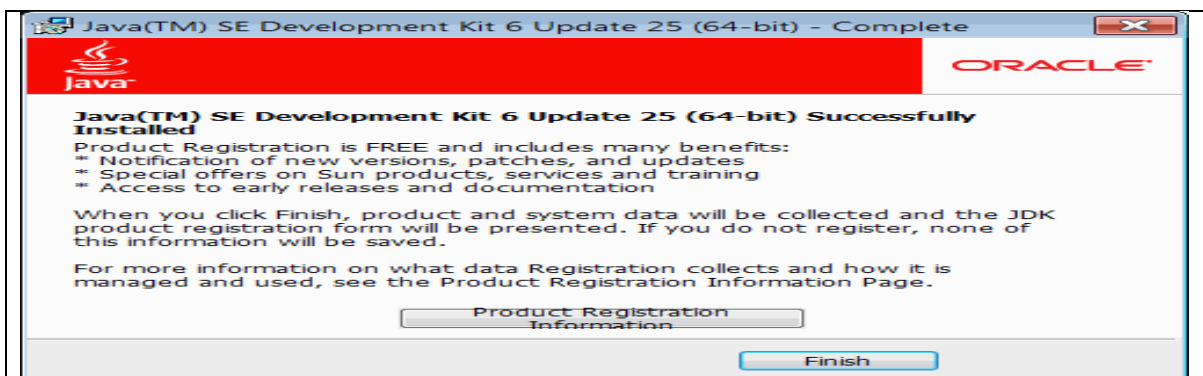 Java(TM) SE Development Kit 6 Update 25 (64-bit) - Complete
Java
ORACLE
Java(TM) SE Development Kit 6 Update 25 (64-bit) Successfully
Installed
Product Registration is FREE and includes many benefits:
* Notification of new versions, patches, and updates
* Special offers on Sun products, services and training
* Access to early releases and documentation
When you click Finish, product and system data will be collected and the JDK
product registration form will be presented. If you do not register, none of
this information will be saved.
For more information on what data Registration collects and how it is
managed and used, see the Product Registration Information Page.
Product Registration
Information
Finish